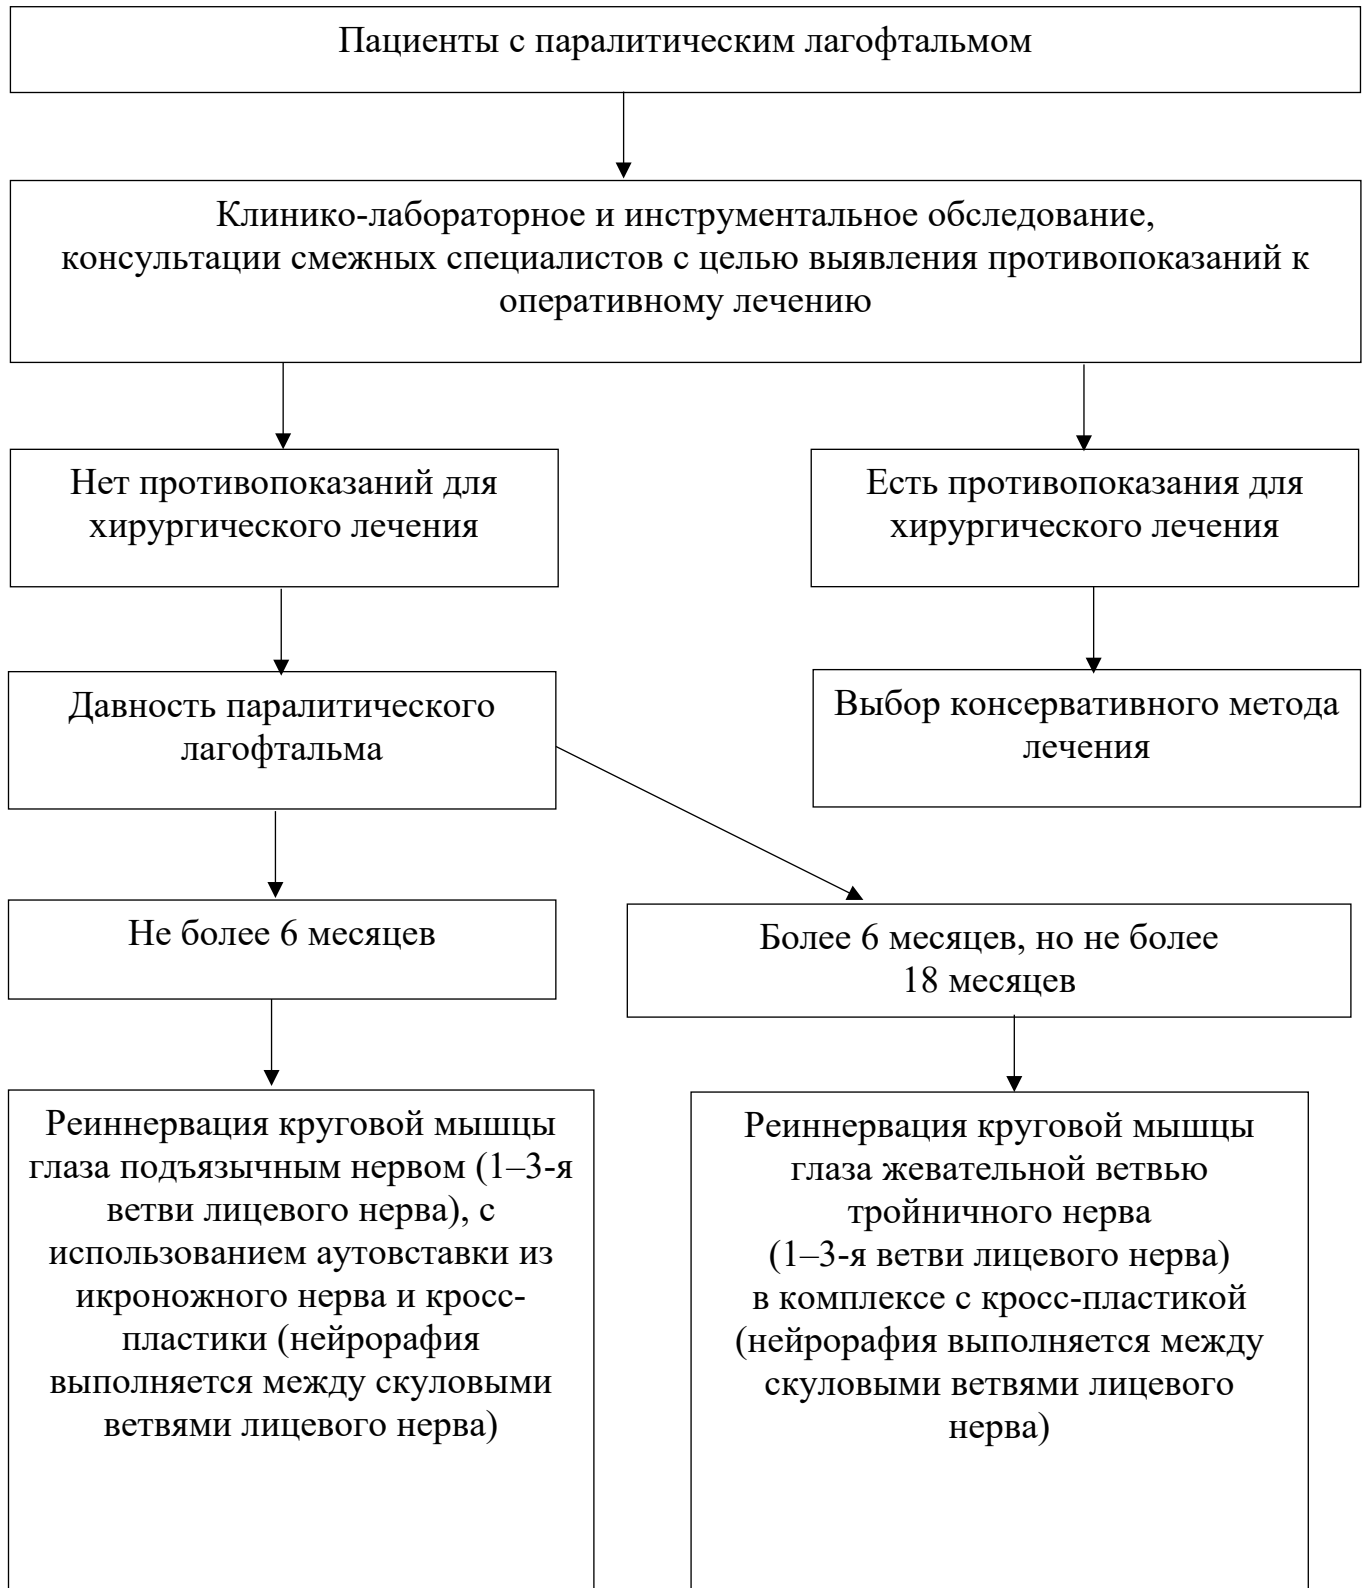 Пациенты с паралитическим лагофтальмом
Клинико-лабораторное и инструментальное обследование,
консультации смежных специалистов с целью выявления противопоказаний к
оперативному лечению
Нет противопоказаний для
хирургического лечения
Есть противопоказания для
хирургического лечения
Давность паралитического
лагофтальма
Выбор консервативного метода
лечения
Не более 6 месяцев
Более 6 месяцев, но не более
18 месяцев
Реиннервация круговой мышцы
глаза подъязычным нервом (1–3-я
ветви лицевого нерва), с
использованием аутовставки из
икроножного нерва и кросс-
пластики (нейрорафия
выполняется между скуловыми
ветвями лицевого нерва)
Реиннервация круговой мышцы
глаза жевательной ветвью
тройничного нерва
(1–3-я ветви лицевого нерва)
в комплексе с кросс-пластикой
(нейрорафия выполняется между
скуловыми ветвями лицевого
нерва)